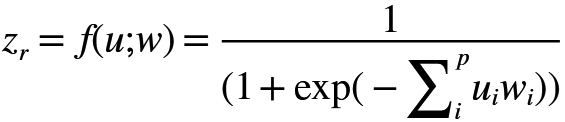 z_r = f(u;w) = 1 / (1 + exp( − ∑_i^p u_i w_i))